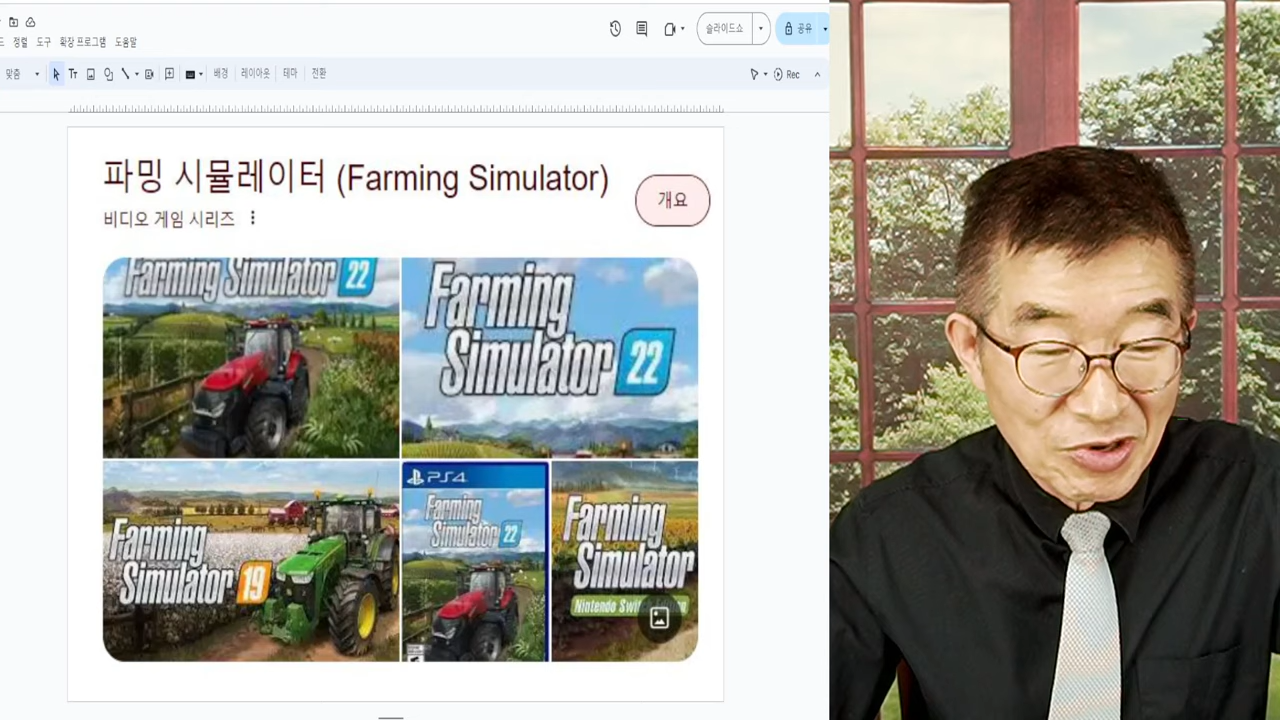 정렬 도구 확장 프로그램 도움말
슬라이드쇼
공유
맞춤
배경 레이아웃 테마 전환
Rec
파밍 시뮬레이터 (Farming Simulator)
비디오 게임 시리즈
개요
Farming Simulator 22
Farming
Simulator 22
Farming
Simulator 19
PS4
Farming
Simulator 22
Farming
Simulator
Nintendo